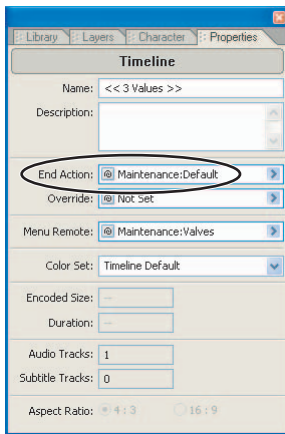 Library Layers Character Properties
Timeline
Name: << 3 Values >>
Description:
End Action: Maintenance:Default
Override: Not Set
Menu Remote: Maintenance:Valves
Color Set: Timeline Default
Encoded Size: --
Duration: --
Audio Tracks: 1
Subtitle Tracks: 0
Aspect Ratio: 4 : 3 16 : 9